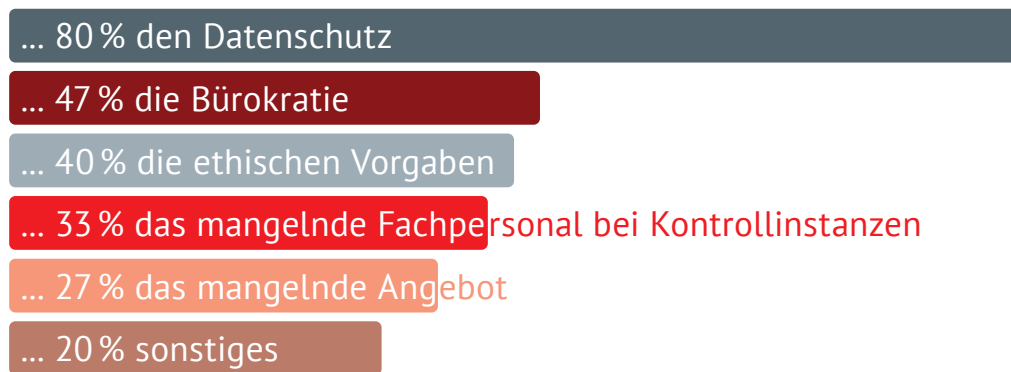 ... 80 % den Datenschutz
... 47 % die Bürokratie
... 40 % die ethischen Vorgaben
... 33 % das mangelnde Fachpersonal bei Kontrollinstanzen
... 27 % das mangelnde Angebot
... 20 % sonstiges